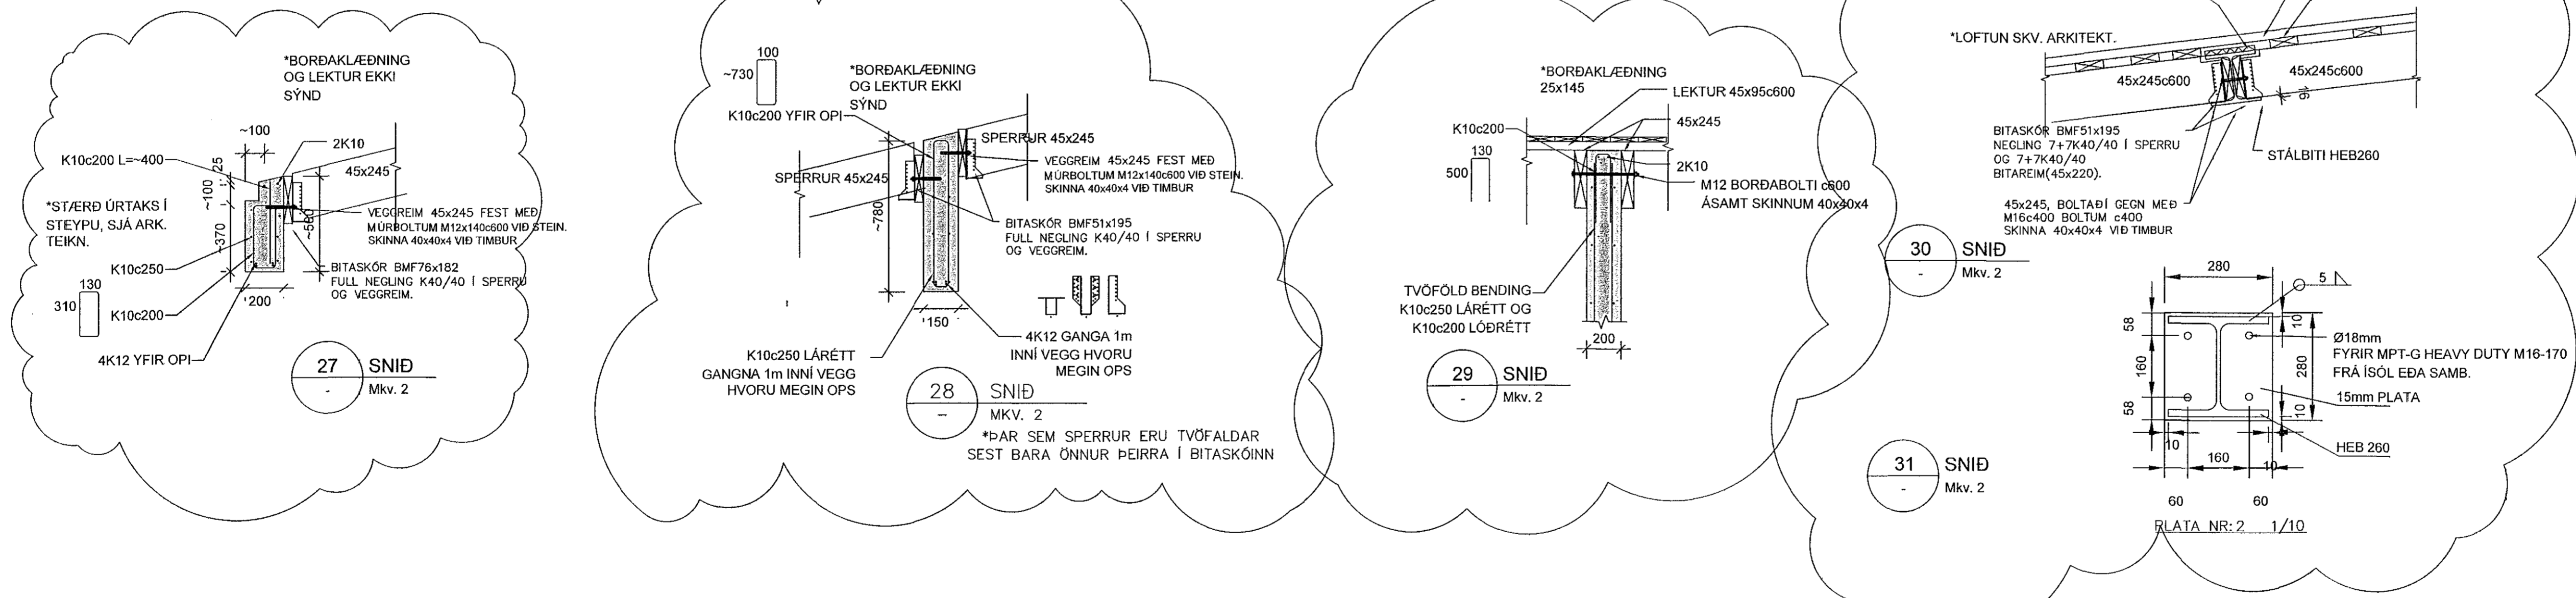 *BORÐAKLÆÐNING
OG LEKTUR EKKI
SÝND
~100
2K10
K10c200 L=~400
25
~100
45x245
*STÆRÐ ÚRTAKS Í
STEYPU, SJÁ ARK.
TEIKN.
~370
~580
VEGGREIM 45x245 FEST MEÐ
MÚRBOLTUM M12x140c600 VIÐ STEIN.
SKINNA 40x40x4 VIÐ TIMBUR
K10c250
130
310
K10c200
BITASKÓR BMF76x182
FULL NEGLING K40/40 Í SPERRU
OG VEGGREIM.
200
4K12 YFIR OPI
27
-
SNIÐ
Mkv. 2
100
~730
*BORÐAKLÆÐNING
OG LEKTUR EKKI
SÝND
K10c200 YFIR OPI
SPERRUR 45x245
VEGGREIM 45x245 FEST MEÐ
MÚRBOLTUM M12x140c600 VIÐ STEIN.
SKINNA 40x40x4 VIÐ TIMBUR
SPERRUR 45x245
~780
BITASKÓR BMF51x195
FULL NEGLING K40/40 Í SPERRU
OG VEGGREIM.
150
4K12 GANGA 1m
INNÍ VEGG HVORU
MEGIN OPS
K10c250 LÁRÉTT
GANGNA 1m INNÍ VEGG
HVORU MEGIN OPS
28
-
SNIÐ
MKV. 2
*ÞAR SEM SPERRUR ERU TVÖFALDAR
SEST BARA ÖNNUR ÞEIRRA Í BITASKÓINN
*BORÐAKLÆÐNING
25x145
LEKTUR 45x95c600
K10c200
45x245
130
500
2K10
M12 BORÐABOLTI c600
ÁSAMT SKINNUM 40x40x4
TVÖFÖLD BENDING
K10c250 LÁRÉTT OG
K10c200 LÓÐRÉTT
200
29
-
SNIÐ
Mkv. 2
*LOFTUN SKV. ARKITEKT.
45x245c600
45x245c600
16
BITASKÓR BMF51x195
NEGLING 7+7K40/40 Í SPERRU
OG 7+7K40/40
BITAREIM(45x220).
STÁLBITI HEB260
45x245, BOLTAÐÍ GEGN MEÐ
M16c400 BOLTUM c400
SKINNA 40x40x4 VIÐ TIMBUR
30
-
SNIÐ
Mkv. 2
280
5
58
160
58
10
280
10
Ø18mm
FYRIR MPT-G HEAVY DUTY M16-170
FRÁ ÍSÓL EÐA SAMB.
15mm PLATA
HEB 260
10
160
10
60
60
31
-
SNIÐ
Mkv. 2
PLATA NR: 2 1/10